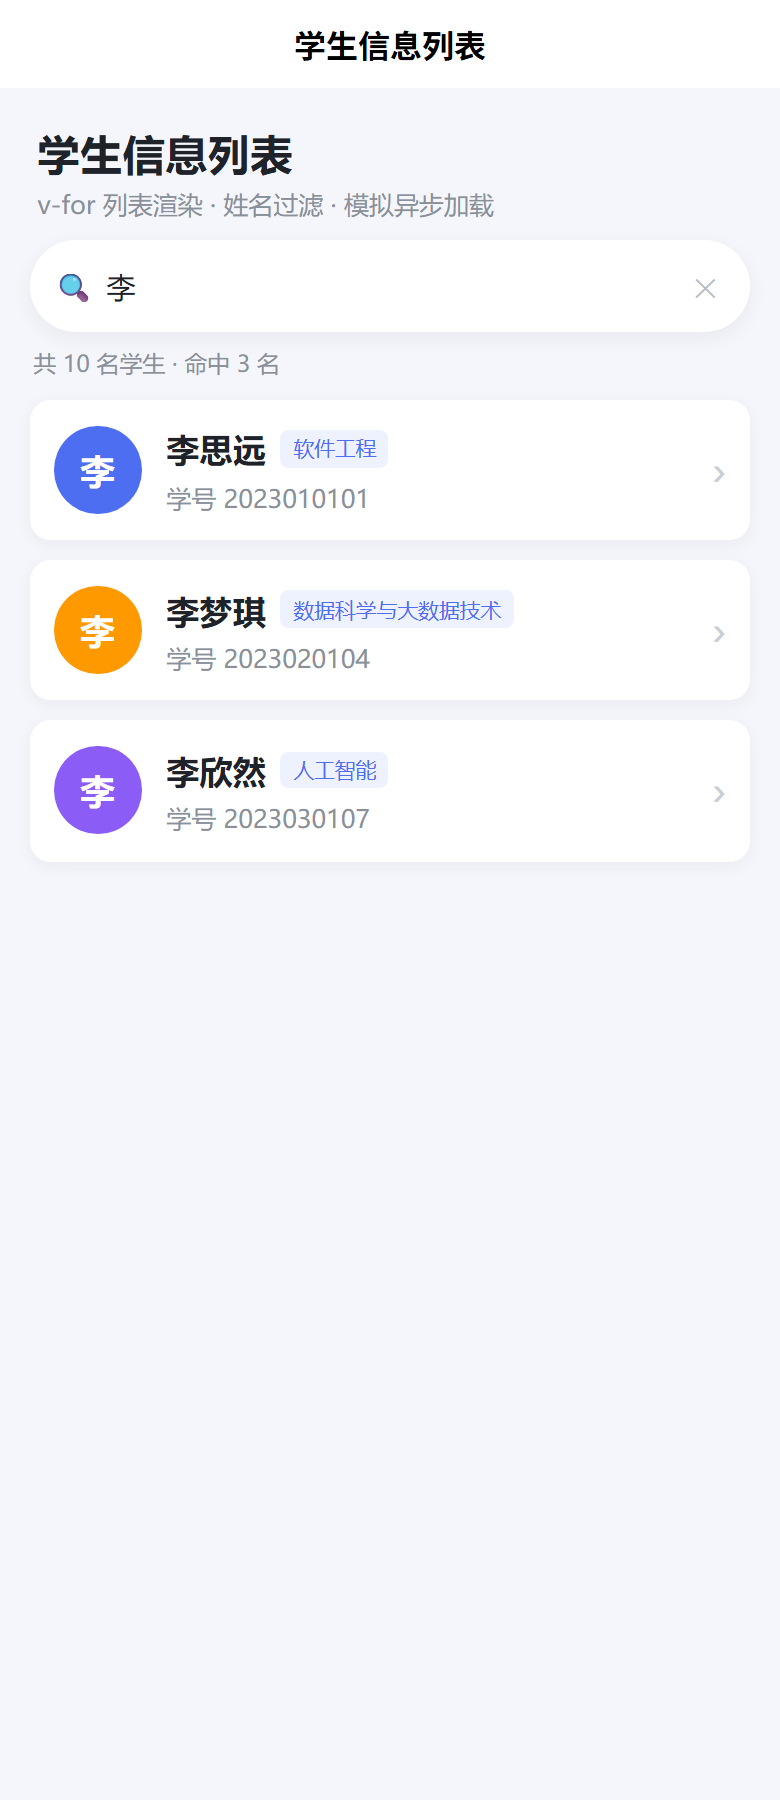 学生信息列表
学生信息列表
v-for 列表渲染 · 姓名过滤 · 模拟异步加载
李
共 10 名学生 · 命中 3 名
李
李思远 软件工程
学号 2023010101
李
李梦琪 数据科学与大数据技术
学号 2023020104
李
李欣然 人工智能
学号 2023030107